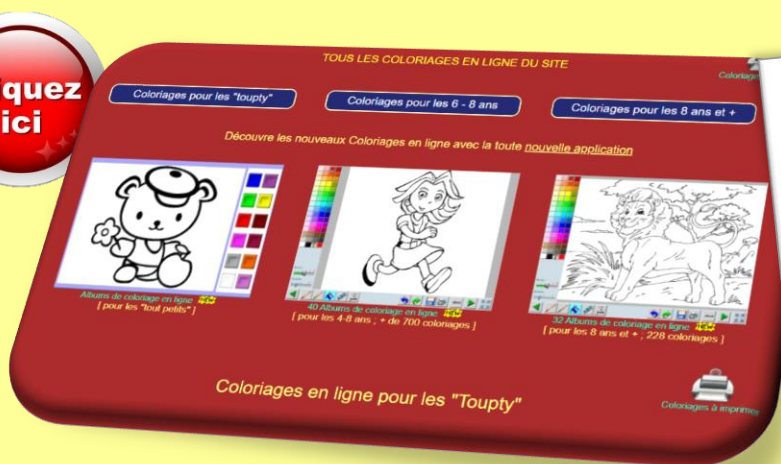 quez
ici
TOUS LES COLORIAGES EN LIGNE DU SITE
Coloriage
Coloriages pour les "toupty"
Coloriages pour les 6 - 8 ans
Coloriages pour les 8 ans et +
Découvre les nouveaux Coloriages en ligne avec la toute nouvelle application
Albums de coloriage en ligne
[ pour les "tout petits" ]
40 Albums de coloriage en ligne
[ pour les 4-8 ans ; + de 700 coloriages ]
32 Albums de coloriage en ligne
[ pour les 8 ans et + ; 228 coloriages ]
Coloriages en ligne pour les "Toupty"
Coloriages à imprimer